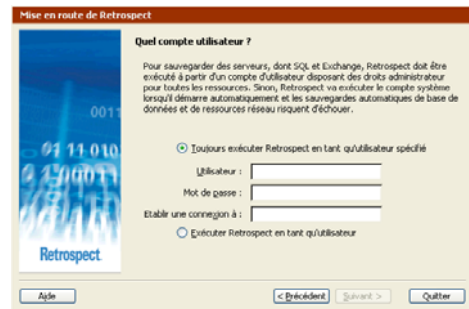 Mise en route de Retrospect
Quel compte utilisateur ?
Pour sauvegarder des serveurs, dont SQL et Exchange, Retrospect doit être
exécuté à partir d'un compte d'utilisateur disposant des droits administrateur
pour toutes les ressources. Sinon, Retrospect va exécuter le compte système
lorsqu'il démarre automatiquement et les sauvegardes automatiques de base de
données et de ressources réseau risquent d'échouer.
Toujours exécuter Retrospect en tant qu'utilisateur spécifié
Utilisateur :
Mot de passe :
Etablir une connexion à :
Exécuter Retrospect en tant qu'utilisateur
0011
01 11 010
Retrospect.
Aide
< Précédent
Suivant >
Quitter